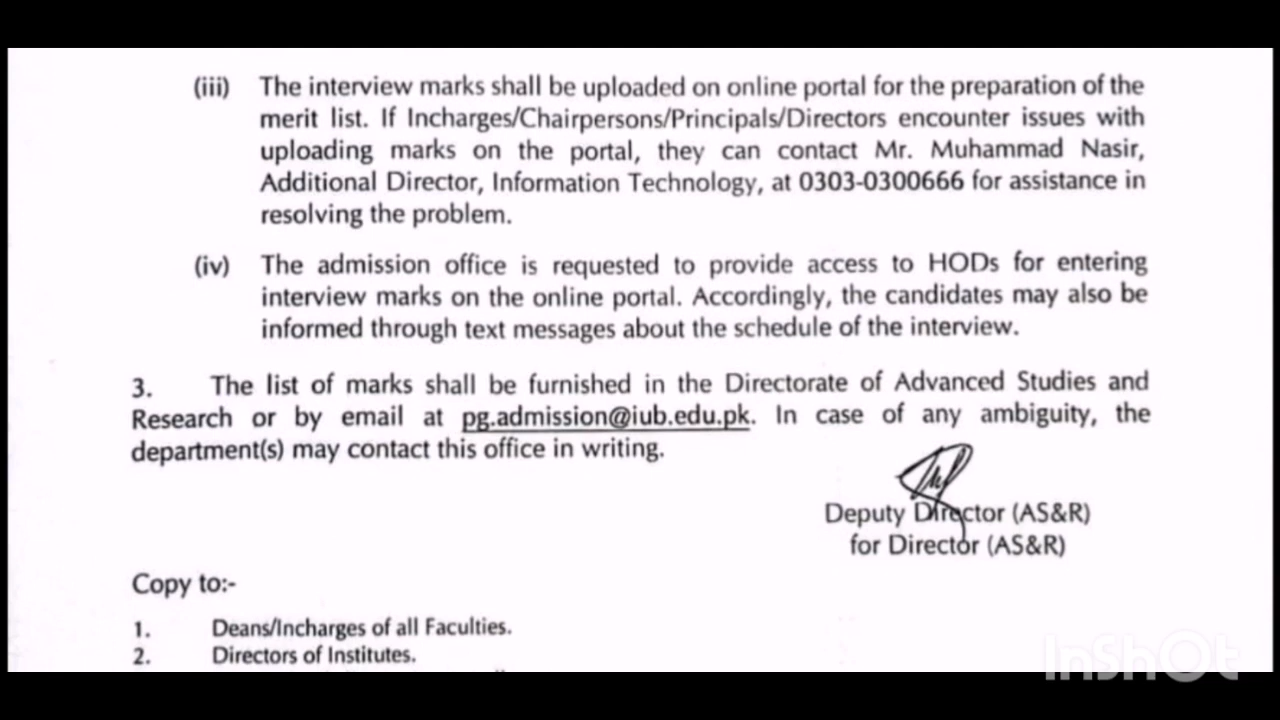 (iii) The interview marks shall be uploaded on online portal for the preparation of the
merit list. If Incharges/Chairpersons/Principals/Directors encounter issues with
uploading marks on the portal, they can contact Mr. Muhammad Nasir,
Additional Director, Information Technology, at 0303-0300666 for assistance in
resolving the problem.
(iv) The admission office is requested to provide access to HODs for entering
interview marks on the online portal. Accordingly, the candidates may also be
informed through text messages about the schedule of the interview.
3. The list of marks shall be furnished in the Directorate of Advanced Studies and
Research or by email at pg.admission@iub.edu.pk. In case of any ambiguity, the
department(s) may contact this office in writing.
Deputy Director (AS&R)
for Director (AS&R)
Copy to:-
1. Deans/Incharges of all Faculties.
2. Directors of Institutes.
InShOt